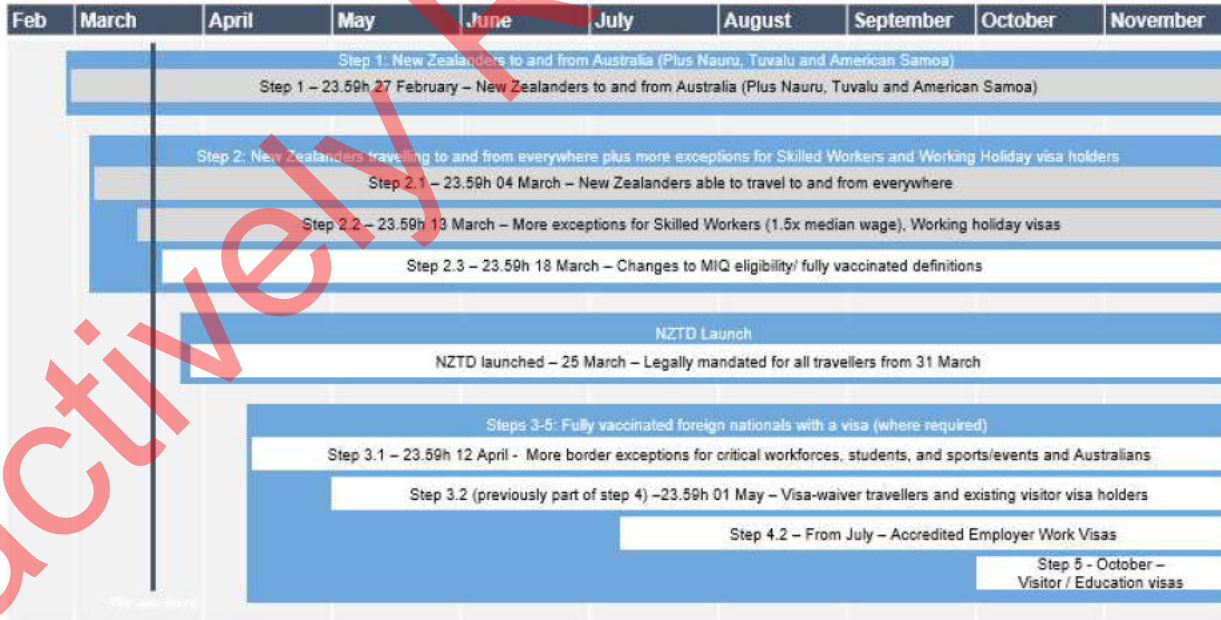 Feb March April May June July August September October November
Step 1: New Zealanders to and from Australia (Plus Nauru, Tuvalu and American Samoa)
Step 1 – 23.59h 27 February – New Zealanders to and from Australia (Plus Nauru, Tuvalu and American Samoa)
Step 2: New Zealanders travelling to and from everywhere plus more exceptions for Skilled Workers and Working Holiday visa holders
Step 2.1 – 23.59h 04 March – New Zealanders able to travel to and from everywhere
Step 2.2 – 23.59h 13 March – More exceptions for Skilled Workers (1.5x median wage), Working holiday visas
Step 2.3 – 23.59h 18 March – Changes to MIQ eligibility/ fully vaccinated definitions
NZTD Launch
NZTD launched – 25 March – Legally mandated for all travellers from 31 March
Steps 3-5: Fully vaccinated foreign nationals with a visa (where required)
Step 3.1 – 23.59h 12 April - More border exceptions for critical workforces, students, and sports/events and Australians
Step 3.2 (previously part of step 4) –23.59h 01 May – Visa-waiver travellers and existing visitor visa holders
Step 4.2 – From July – Accredited Employer Work Visas
Step 5 - October –
Visitor / Education visas
We are here
actively